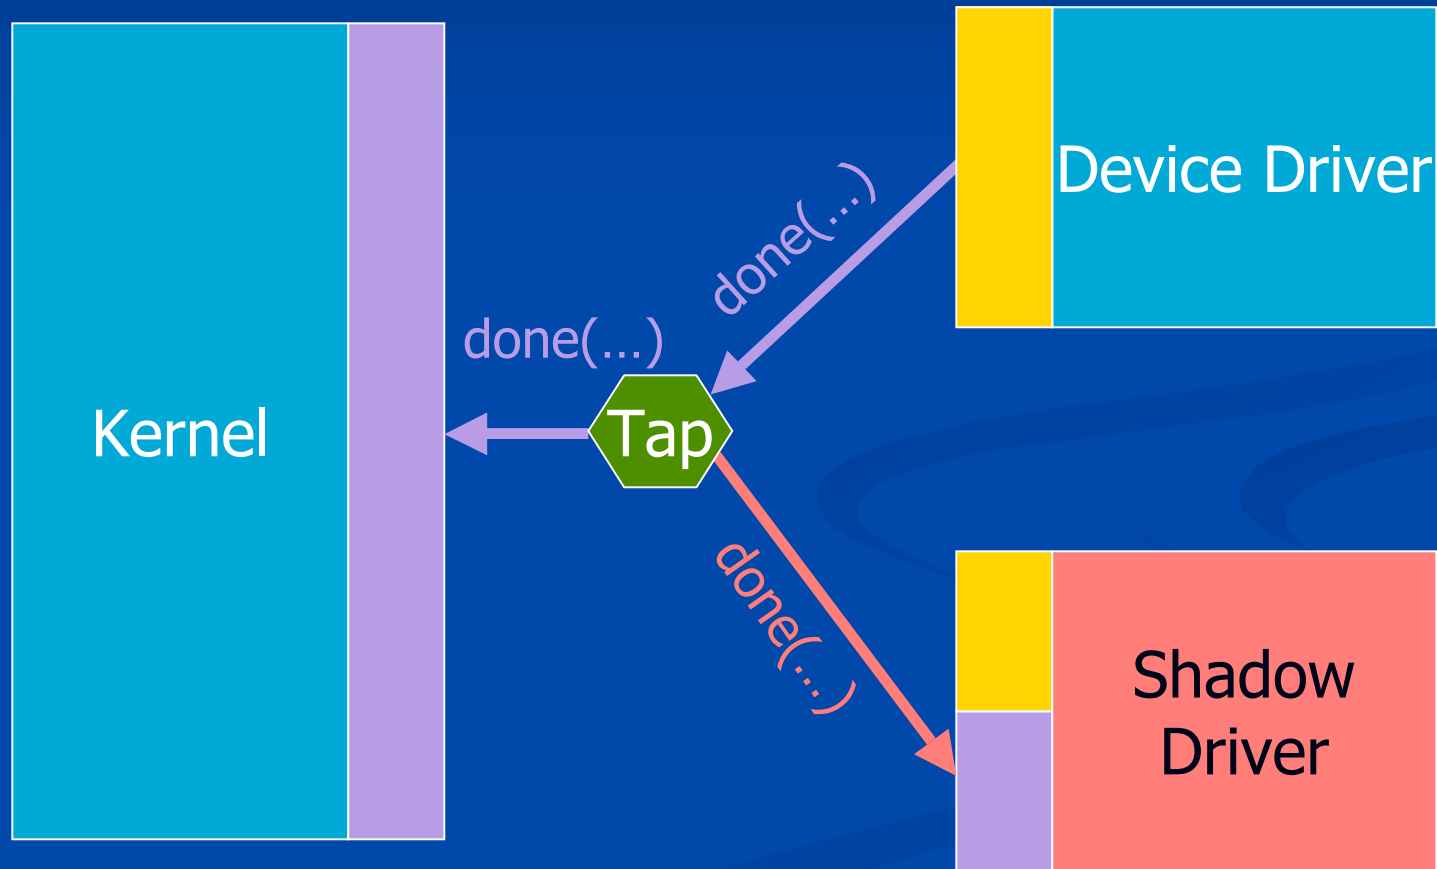 Device Driver
done(...)
done(...)
Kernel
Tap
done(...)
Shadow
Driver